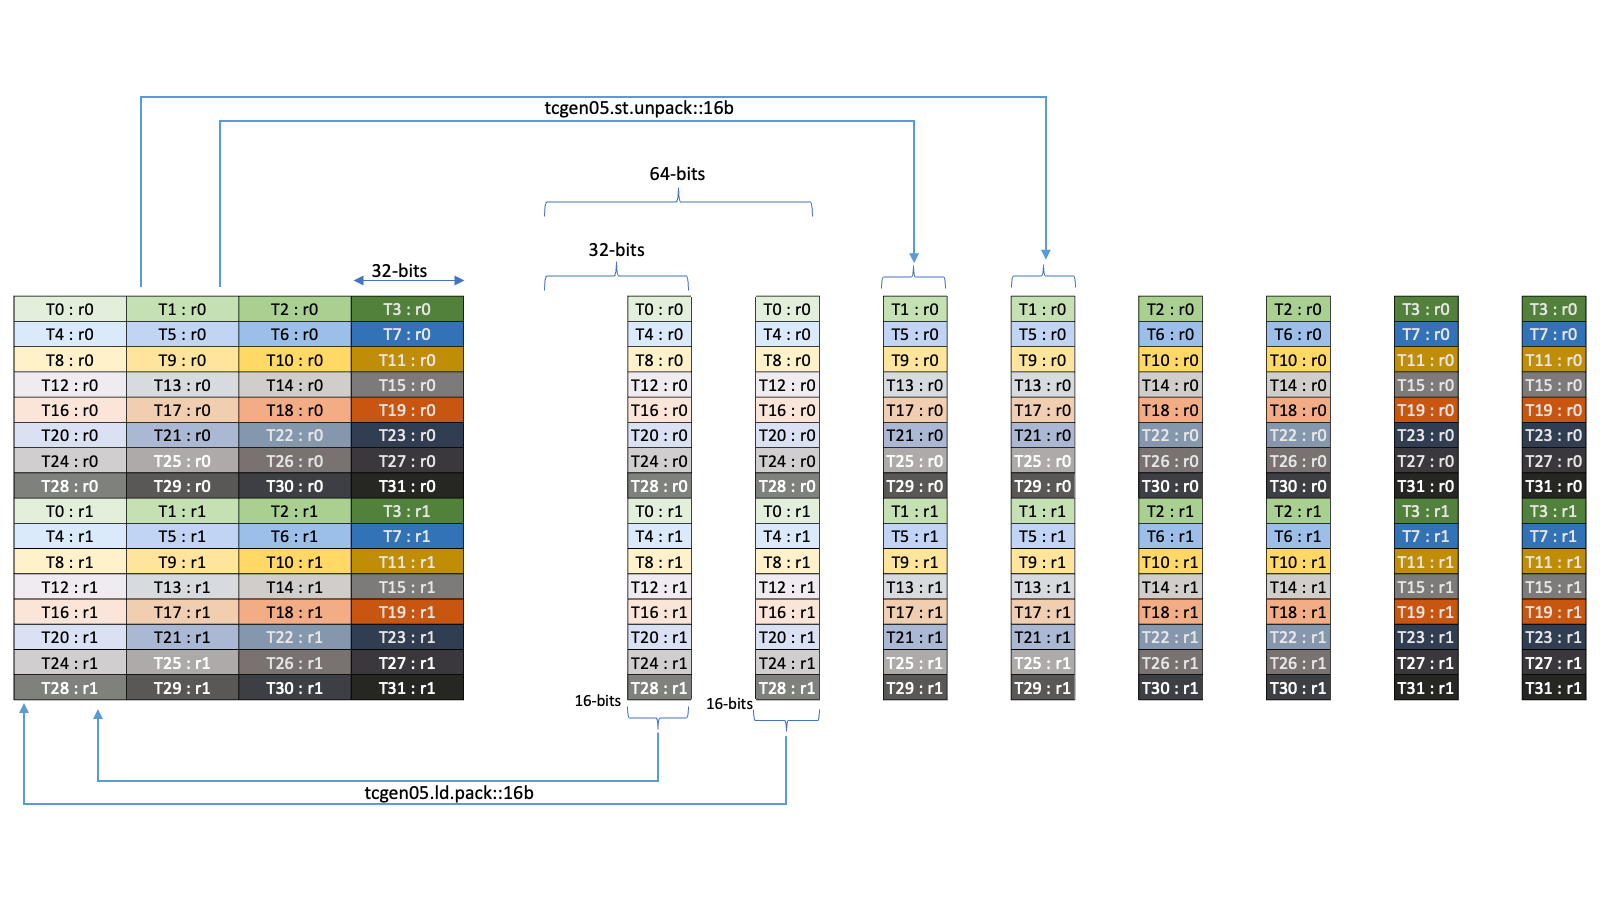 tcgen05.st.unpack::16b
64-bits
32-bits
32-bits
T0 : r0 T1 : r0 T2 : r0 T3 : r0 T0 : r0 T0 : r0 T1 : r0 T1 : r0 T2 : r0 T2 : r0 T3 : r0 T3 : r0
T4 : r0 T5 : r0 T6 : r0 T7 : r0 T4 : r0 T4 : r0 T5 : r0 T5 : r0 T6 : r0 T6 : r0 T7 : r0 T7 : r0
T8 : r0 T9 : r0 T10 : r0 T11 : r0 T8 : r0 T8 : r0 T9 : r0 T9 : r0 T10 : r0 T10 : r0 T11 : r0 T11 : r0
T12 : r0 T13 : r0 T14 : r0 T15 : r0 T12 : r0 T12 : r0 T13 : r0 T13 : r0 T14 : r0 T14 : r0 T15 : r0 T15 : r0
T16 : r0 T17 : r0 T18 : r0 T19 : r0 T16 : r0 T16 : r0 T17 : r0 T17 : r0 T18 : r0 T18 : r0 T19 : r0 T19 : r0
T20 : r0 T21 : r0 T22 : r0 T23 : r0 T20 : r0 T20 : r0 T21 : r0 T21 : r0 T22 : r0 T22 : r0 T23 : r0 T23 : r0
T24 : r0 T25 : r0 T26 : r0 T27 : r0 T24 : r0 T24 : r0 T25 : r0 T25 : r0 T26 : r0 T26 : r0 T27 : r0 T27 : r0
T28 : r0 T29 : r0 T30 : r0 T31 : r0 T28 : r0 T28 : r0 T29 : r0 T29 : r0 T30 : r0 T30 : r0 T31 : r0 T31 : r0
T0 : r1 T1 : r1 T2 : r1 T3 : r1 T0 : r1 T0 : r1 T1 : r1 T1 : r1 T2 : r1 T2 : r1 T3 : r1 T3 : r1
T4 : r1 T5 : r1 T6 : r1 T7 : r1 T4 : r1 T4 : r1 T5 : r1 T5 : r1 T6 : r1 T6 : r1 T7 : r1 T7 : r1
T8 : r1 T9 : r1 T10 : r1 T11 : r1 T8 : r1 T8 : r1 T9 : r1 T9 : r1 T10 : r1 T10 : r1 T11 : r1 T11 : r1
T12 : r1 T13 : r1 T14 : r1 T15 : r1 T12 : r1 T12 : r1 T13 : r1 T13 : r1 T14 : r1 T14 : r1 T15 : r1 T15 : r1
T16 : r1 T17 : r1 T18 : r1 T19 : r1 T16 : r1 T16 : r1 T17 : r1 T17 : r1 T18 : r1 T18 : r1 T19 : r1 T19 : r1
T20 : r1 T21 : r1 T22 : r1 T23 : r1 T20 : r1 T20 : r1 T21 : r1 T21 : r1 T22 : r1 T22 : r1 T23 : r1 T23 : r1
T24 : r1 T25 : r1 T26 : r1 T27 : r1 T24 : r1 T24 : r1 T25 : r1 T25 : r1 T26 : r1 T26 : r1 T27 : r1 T27 : r1
T28 : r1 T29 : r1 T30 : r1 T31 : r1 T28 : r1 T28 : r1 T29 : r1 T29 : r1 T30 : r1 T30 : r1 T31 : r1 T31 : r1
16-bits 16-bits
tcgen05.ld.pack::16b